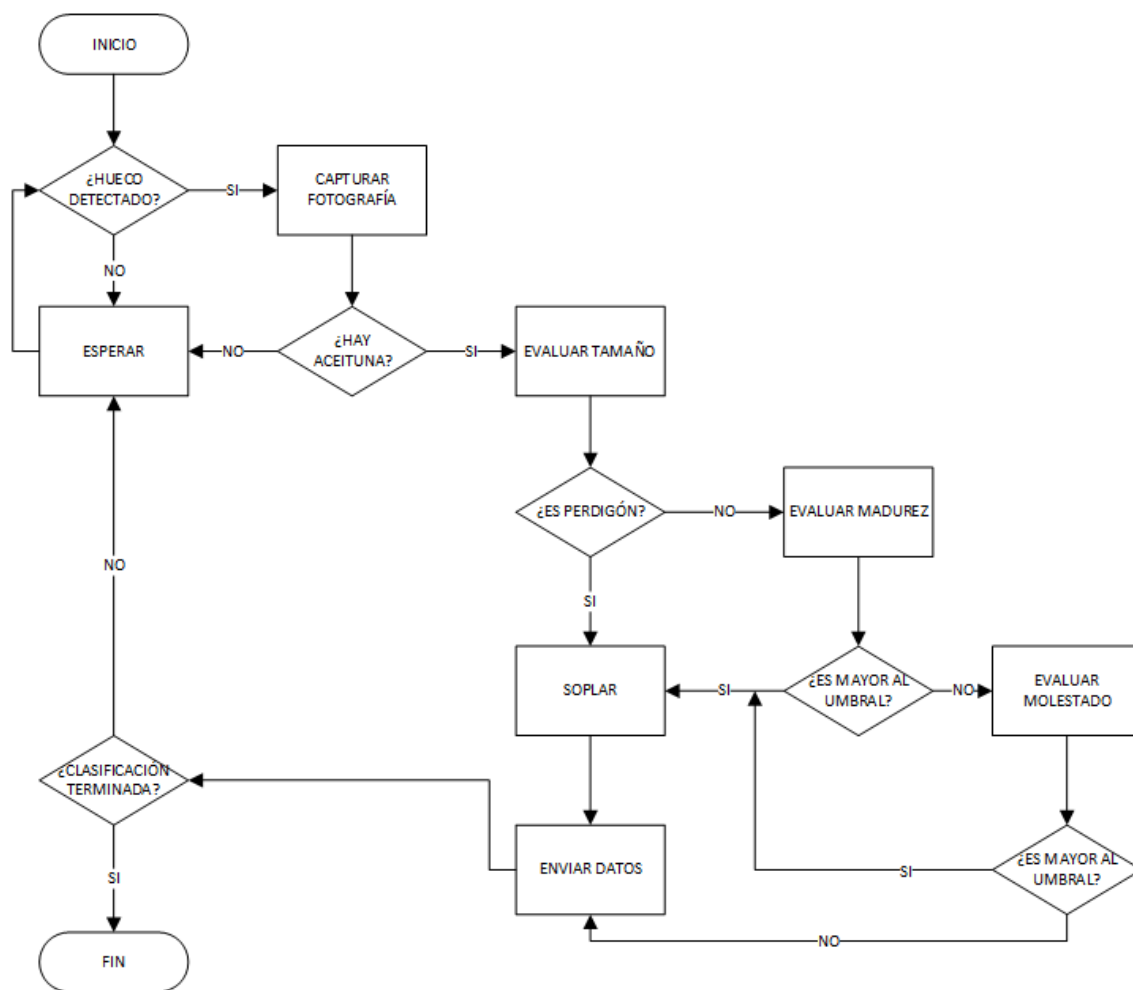 INICIO
¿HUECO
DETECTADO?
SI
CAPTURAR
FOTOGRAFÍA
NO
ESPERAR
NO
¿HAY
ACEITUNA?
SI
EVALUAR TAMAÑO
¿ES PERDIGÓN?
NO
EVALUAR MADUREZ
NO
SI
SOPLAR
SI
¿ES MAYOR AL
UMBRAL?
NO
EVALUAR
MOLESTADO
¿CLASIFICACIÓN
TERMINADA?
ENVIAR DATOS
SI
¿ES MAYOR AL
UMBRAL?
SI
NO
FIN